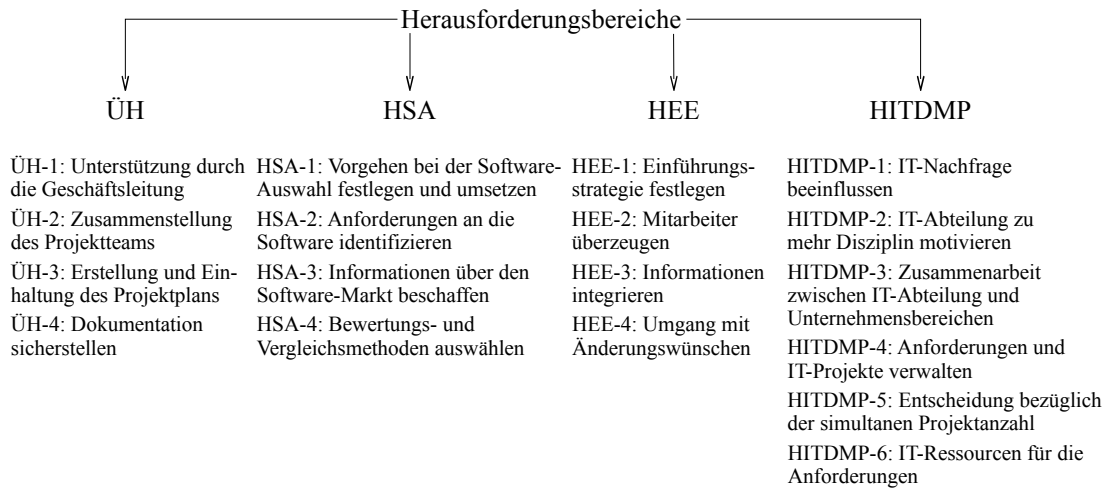 Herausforderungsbereiche
ÜH
HSA
HEE
HITDMP
ÜH-1: Unterstützung durch
die Geschäftsleitung
ÜH-2: Zusammenstellung
des Projektteams
ÜH-3: Erstellung und Ein-
haltung des Projektplans
ÜH-4: Dokumentation
sicherstellen
HSA-1: Vorgehen bei der Software-
Auswahl festlegen und umsetzen
HSA-2: Anforderungen an die
Software identifizieren
HSA-3: Informationen über den
Software-Markt beschaffen
HSA-4: Bewertungs- und
Vergleichsmethoden auswählen
HEE-1: Einführungs-
strategie festlegen
HEE-2: Mitarbeiter
überzeugen
HEE-3: Informationen
integrieren
HEE-4: Umgang mit
Änderungswünschen
HITDMP-1: IT-Nachfrage
beeinflussen
HITDMP-2: IT-Abteilung zu
mehr Disziplin motivieren
HITDMP-3: Zusammenarbeit
zwischen IT-Abteilung und
Unternehmensbereichen
HITDMP-4: Anforderungen und
IT-Projekte verwalten
HITDMP-5: Entscheidung bezüglich
der simultanen Projektanzahl
HITDMP-6: IT-Ressourcen für die
Anforderungen